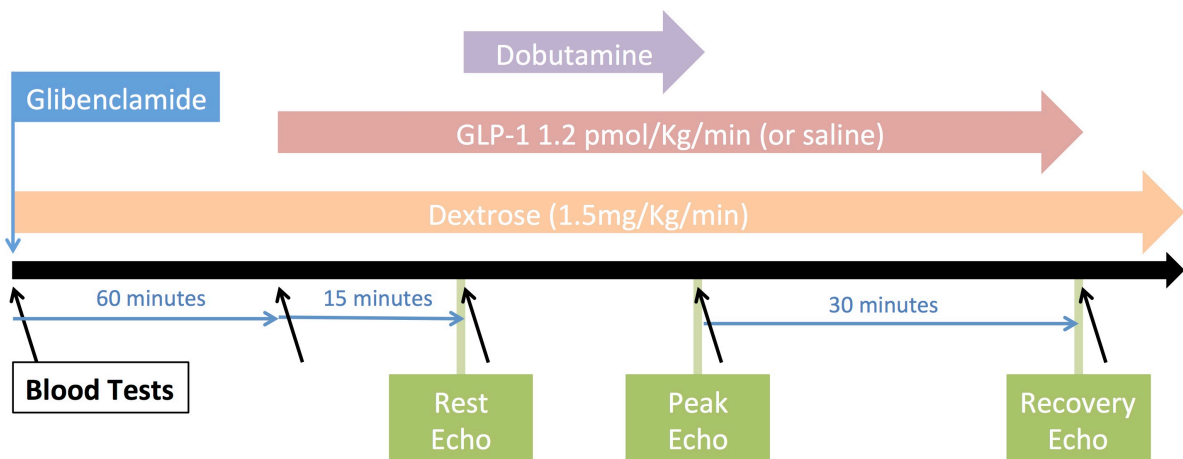 Dobutamine
Glibenclamide
GLP-1 1.2 pmol/Kg/min (or saline)
Dextrose (1.5mg/Kg/min)
60 minutes
15 minutes
30 minutes
Blood Tests
Rest
Echo
Peak
Echo
Recovery
Echo